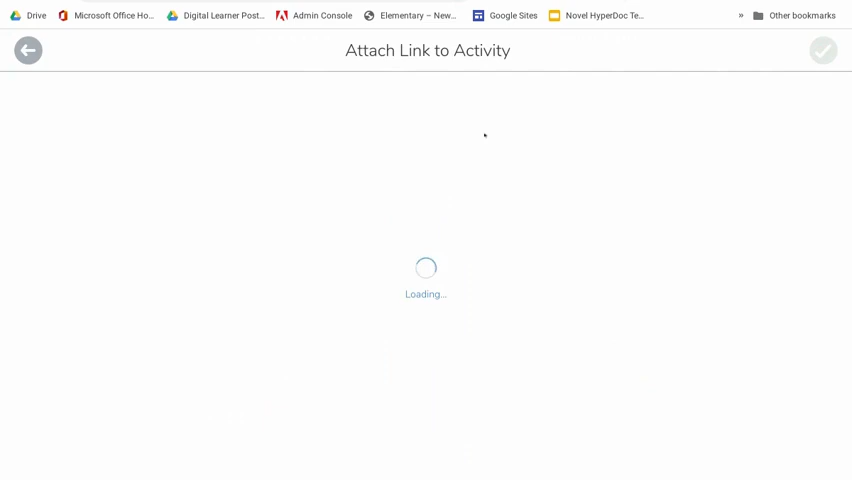 Drive Microsoft Office Ho... Digital Learner Post... Admin Console Elementary – New... Google Sites Novel HyperDoc Te... » Other bookmarks
Attach Link to Activity
Loading...